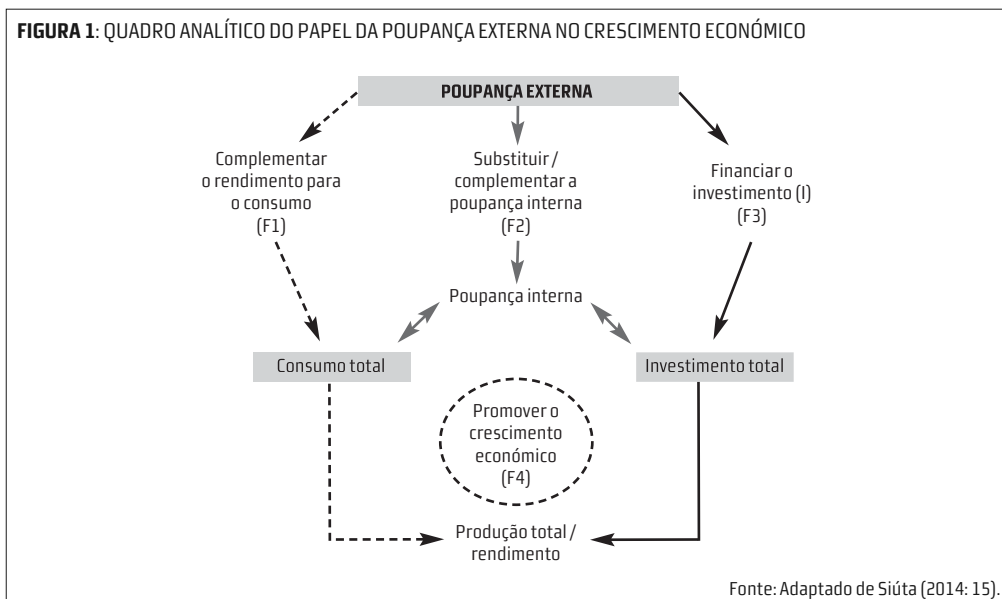 FIGURA 1: QUADRO ANALÍTICO DO PAPEL DA POUPANÇA EXTERNA NO CRESCIMENTO ECONÓMICO
POUPANÇA EXTERNA
Complementar
o rendimento para
o consumo
(F1)
Substituir /
complementar a
poupança interna
(F2)
Financiar o
investimento (I)
(F3)
Poupança interna
Consumo total
Investimento total
Promover o
crescimento
económico
(F4)
Produção total /
rendimento
Fonte: Adaptado de Siúta (2014: 15).